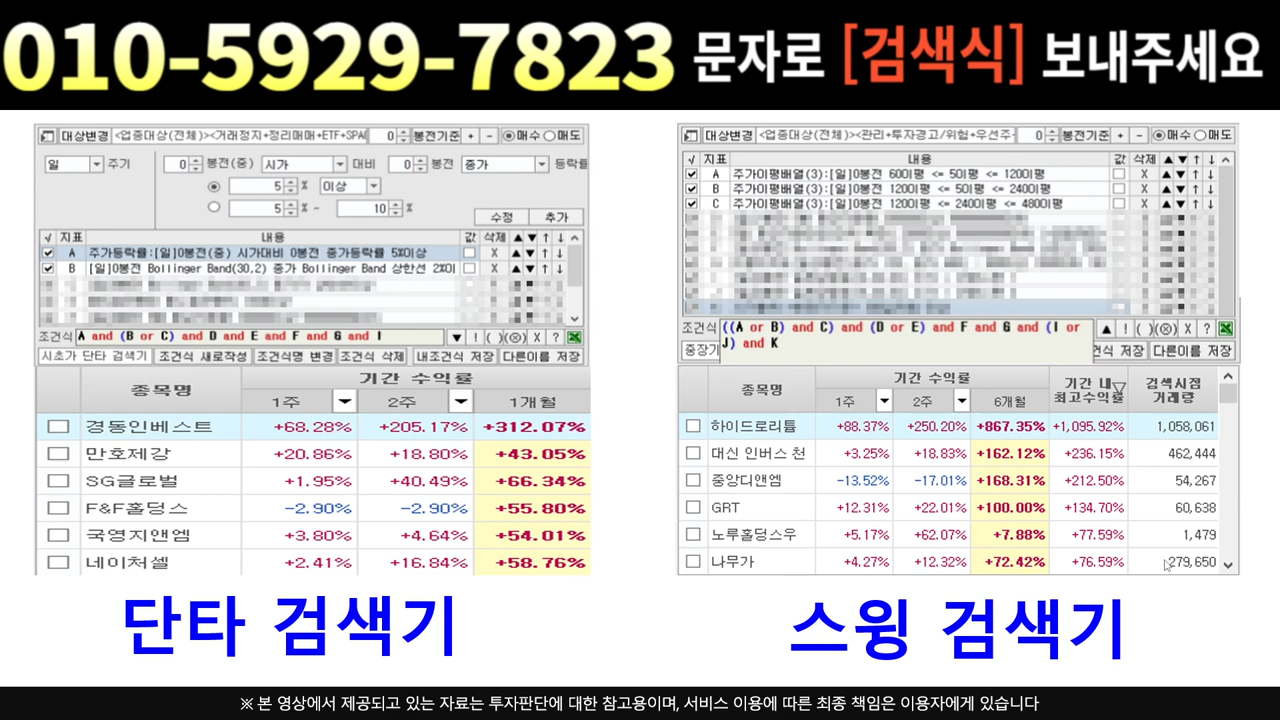 010-5929-7823 문자로 [검색식] 보내주세요
대상변경 <업종대상(전체)><거래정지+정리매매+ETF+SPA 0 봉전기준 + - 매수 매도
일 주기 0 봉전(중) 시가 대비 0 봉전 종가 등락률
5 % 이상
5 % - 10 %
수정 추가
√ 지표 내용 값 삭제 ▲ ▼ ↑ ↓
A 주가등락률:[일]0봉전(중) 시가대비 0봉전 종가등락률 5%이상 X ▲ ▼ ↑ ↓
B [일]0봉전 Bollinger Band(30,2) 종가 Bollinger Band 상한선 2%이 X ▲ ▼ ↑ ↓
조건식 A and (B or C) and D and E and F and G and I ▼ ! ( )(⊗) X ?
시초가 단타 검색기 조건식 새로작성 조건식명 변경 조건식 삭제 내조건식 저장 다른이름 저장
종목명 기간 수익률
1주 ▼ 2주 ▼ 1개월
경동인베스트 +68.28% +205.17% +312.07%
만호제강 +20.86% +18.80% +43.05%
SG글로벌 +1.95% +40.49% +66.34%
F&F홀딩스 -2.90% -2.90% +55.80%
국영지앤엠 +3.80% +4.64% +54.01%
네이처셀 +2.41% +16.84% +58.76%
단타 검색기
대상변경 <업종대상(전체)><관리+투자경고/위험+우선주+ 0 봉전기준 + - 매수 매도
√ 지표 내용 값 삭제 ▲ ▼ ↑ ↓
A 주가이평배열(3):[일]0봉전 60이평 <= 5이평 <= 120이평 X ▲ ▼ ↑ ↓
B 주가이평배열(3):[일]0봉전 120이평 <= 5이평 <= 240이평 X ▲ ▼ ↑ ↓
C 주가이평배열(3):[일]0봉전 120이평 <= 240이평 <= 480이평 X ▲ ▼ ↑ ↓
조건식 ((A or B) and C) and (D or E) and F and G and (I or ▲ ! ( )(⊗) X ?
중장기 J) and K 건식 저장 다른이름 저장
종목명 기간 수익률 기간 내 최고수익률 검색시점 거래량
1주 ▼ 2주 ▼ 6개월
하이드로리튬 +88.37% +250.20% +867.35% +1,095.92% 1,058,061
대신 인버스 천 +3.25% +18.83% +162.12% +236.15% 462,444
중앙디앤엠 -13.52% -17.01% +168.31% +212.50% 54,267
GRT +12.31% +22.01% +100.00% +134.70% 60,638
노루홀딩스우 +5.17% +62.07% +7.88% +77.59% 1,479
나무가 +4.27% +12.32% +72.42% +76.59% 279,650
스윙 검색기
※ 본 영상에서 제공되고 있는 자료는 투자판단에 대한 참고용이며, 서비스 이용에 따른 최종 책임은 이용자에게 있습니다